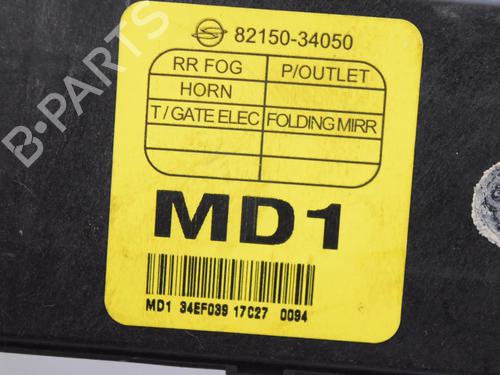 82150-34050
RR FOG P/OUTLET
HORN
T/GATE ELEC FOLDING MIRR
MD1
MD1 34EF039 17C27 0094
B-PARTS